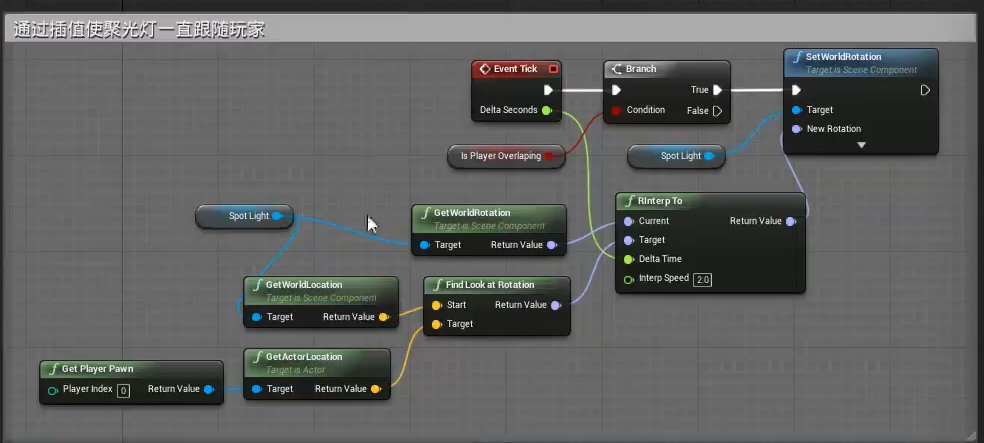 通过插值使聚光灯一直跟随玩家
Event Tick
Delta Seconds
Branch
True
Condition
False
SetWorldRotation
Target is Scene Component
Target
New Rotation
Is Player Overlaping
Spot Light
Spot Light
GetWorldRotation
Target is Scene Component
Target
Return Value
RInterp To
Current
Return Value
Target
Delta Time
Interp Speed 2.0
GetWorldLocation
Target is Scene Component
Target
Return Value
Find Look at Rotation
Start
Return Value
Target
Get Player Pawn
Player Index 0
Return Value
GetActorLocation
Target is Actor
Target
Return Value